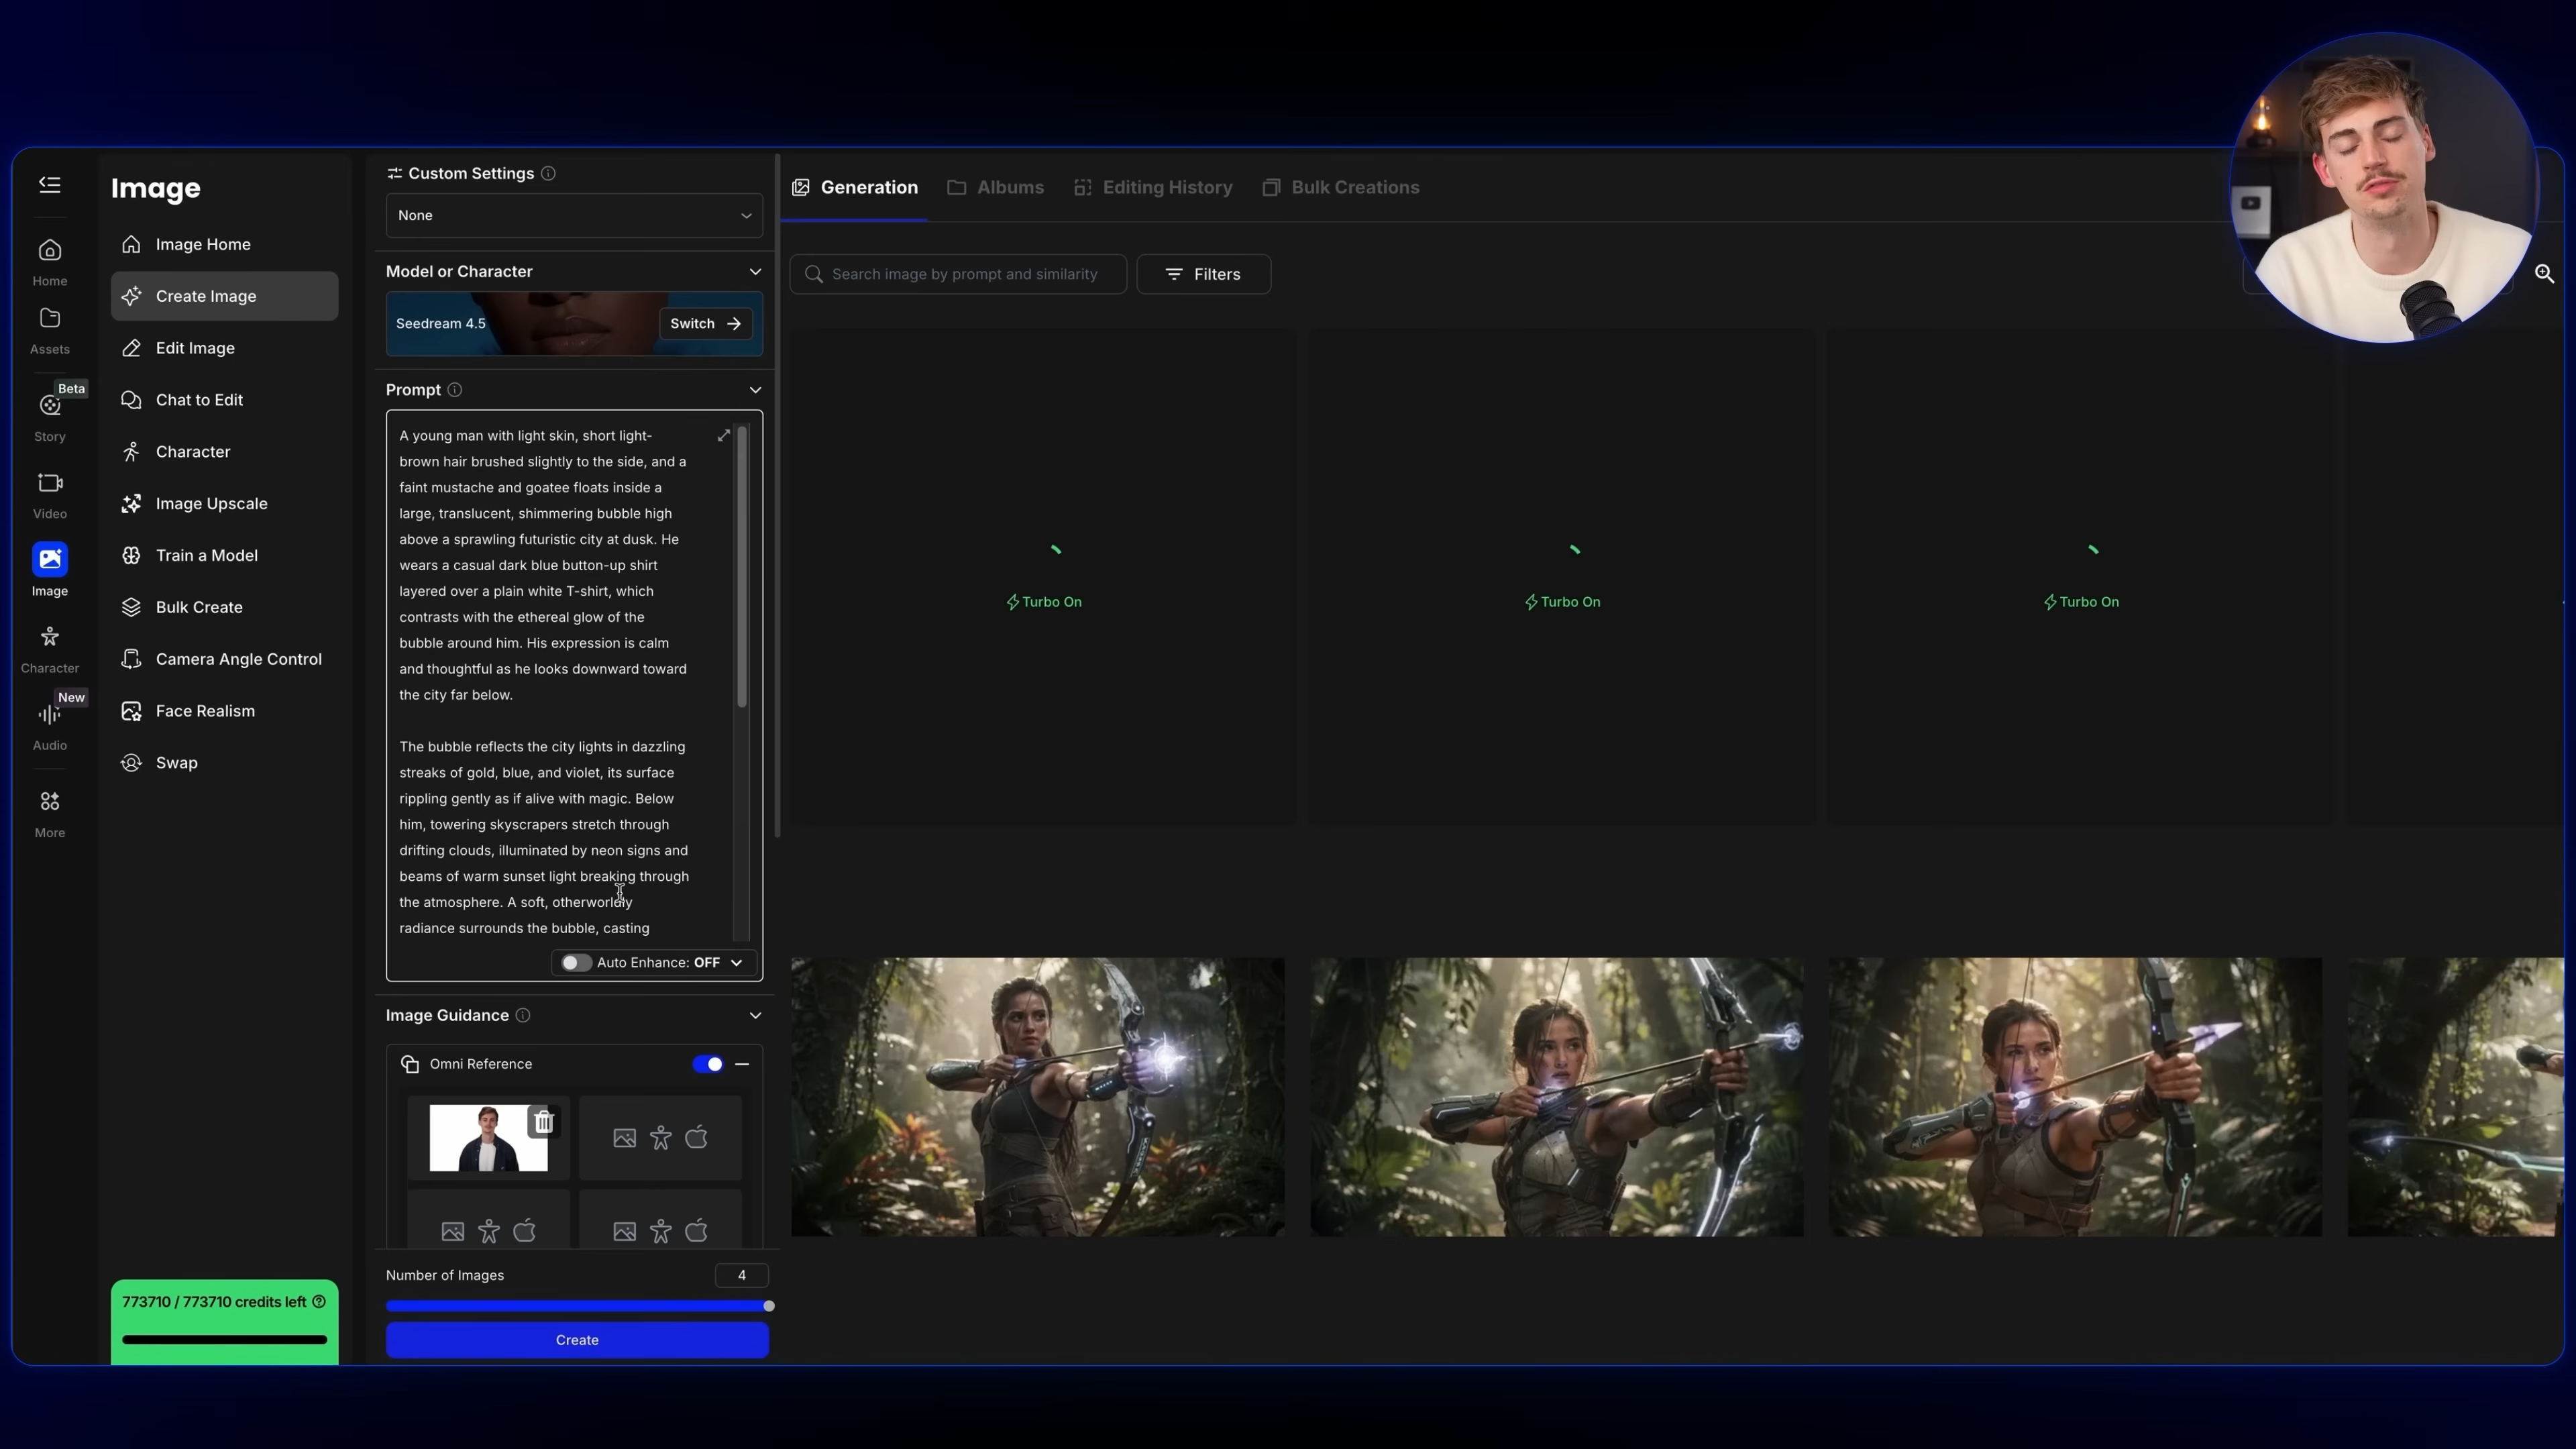 Home
Assets
Beta
Story
Video
Image
Character
New
Audio
More
Image
Image Home
Create Image
Edit Image
Chat to Edit
Character
Image Upscale
Train a Model
Bulk Create
Camera Angle Control
Face Realism
Swap
773710 / 773710 credits left
Custom Settings
None
Model or Character
Seedream 4.5
Switch
Prompt
A young man with light skin, short light-
brown hair brushed slightly to the side, and a
faint mustache and goatee floats inside a
large, translucent, shimmering bubble high
above a sprawling futuristic city at dusk. He
wears a casual dark blue button-up shirt
layered over a plain white T-shirt, which
contrasts with the ethereal glow of the
bubble around him. His expression is calm
and thoughtful as he looks downward toward
the city far below.
The bubble reflects the city lights in dazzling
streaks of gold, blue, and violet, its surface
rippling gently as if alive with magic. Below
him, towering skyscrapers stretch through
drifting clouds, illuminated by neon signs and
beams of warm sunset light breaking through
the atmosphere. A soft, otherworldly
radiance surrounds the bubble, casting
Auto Enhance: OFF
Image Guidance
Omni Reference
Number of Images
4
Create
Generation
Albums
Editing History
Bulk Creations
Search image by prompt and similarity
Filters
Turbo On
Turbo On
Turbo On